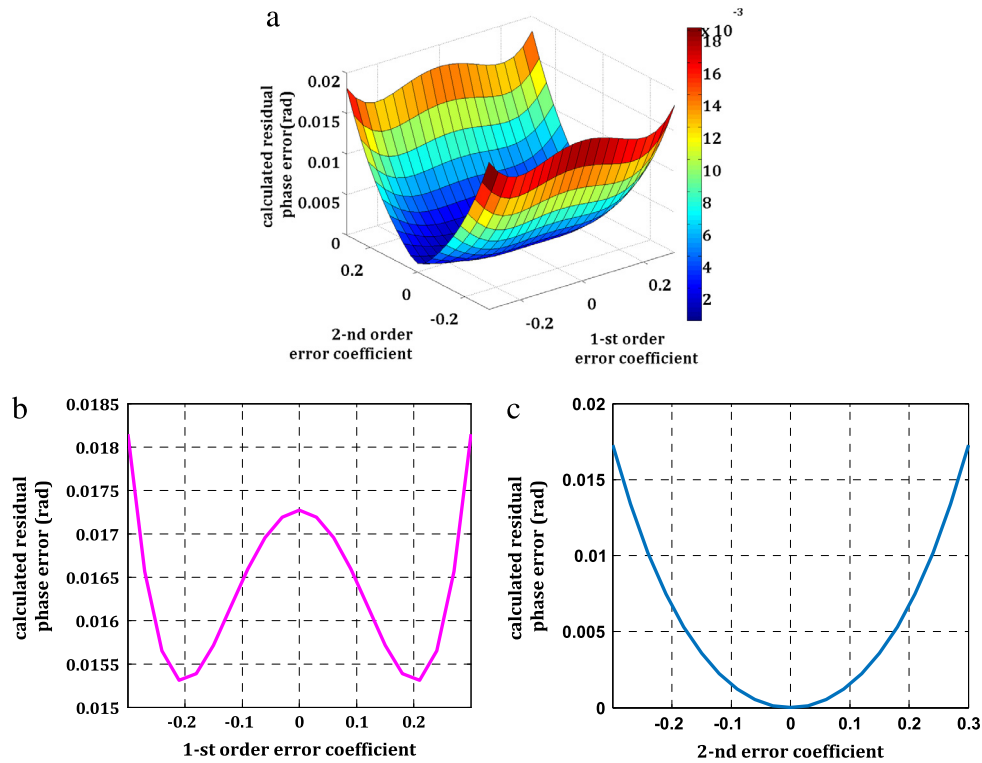 a
calculated residual
phase error(rad)
0.02
0.015
0.01
0.005
0
0.2
0
-0.2
2-nd order
error coefficient
-0.2
0
0.2
1-st order
error coefficient
x 10
-3
18
16
14
12
10
8
6
4
2
b
calculated residual
phase error (rad)
0.0185
0.018
0.0175
0.017
0.0165
0.016
0.0155
0.015
-0.2 -0.1 0 0.1 0.2
1-st order error coefficient
c
calculated residual
phase error (rad)
0.02
0.015
0.01
0.005
0
-0.2 -0.1 0 0.1 0.2 0.3
2-nd error coefficient